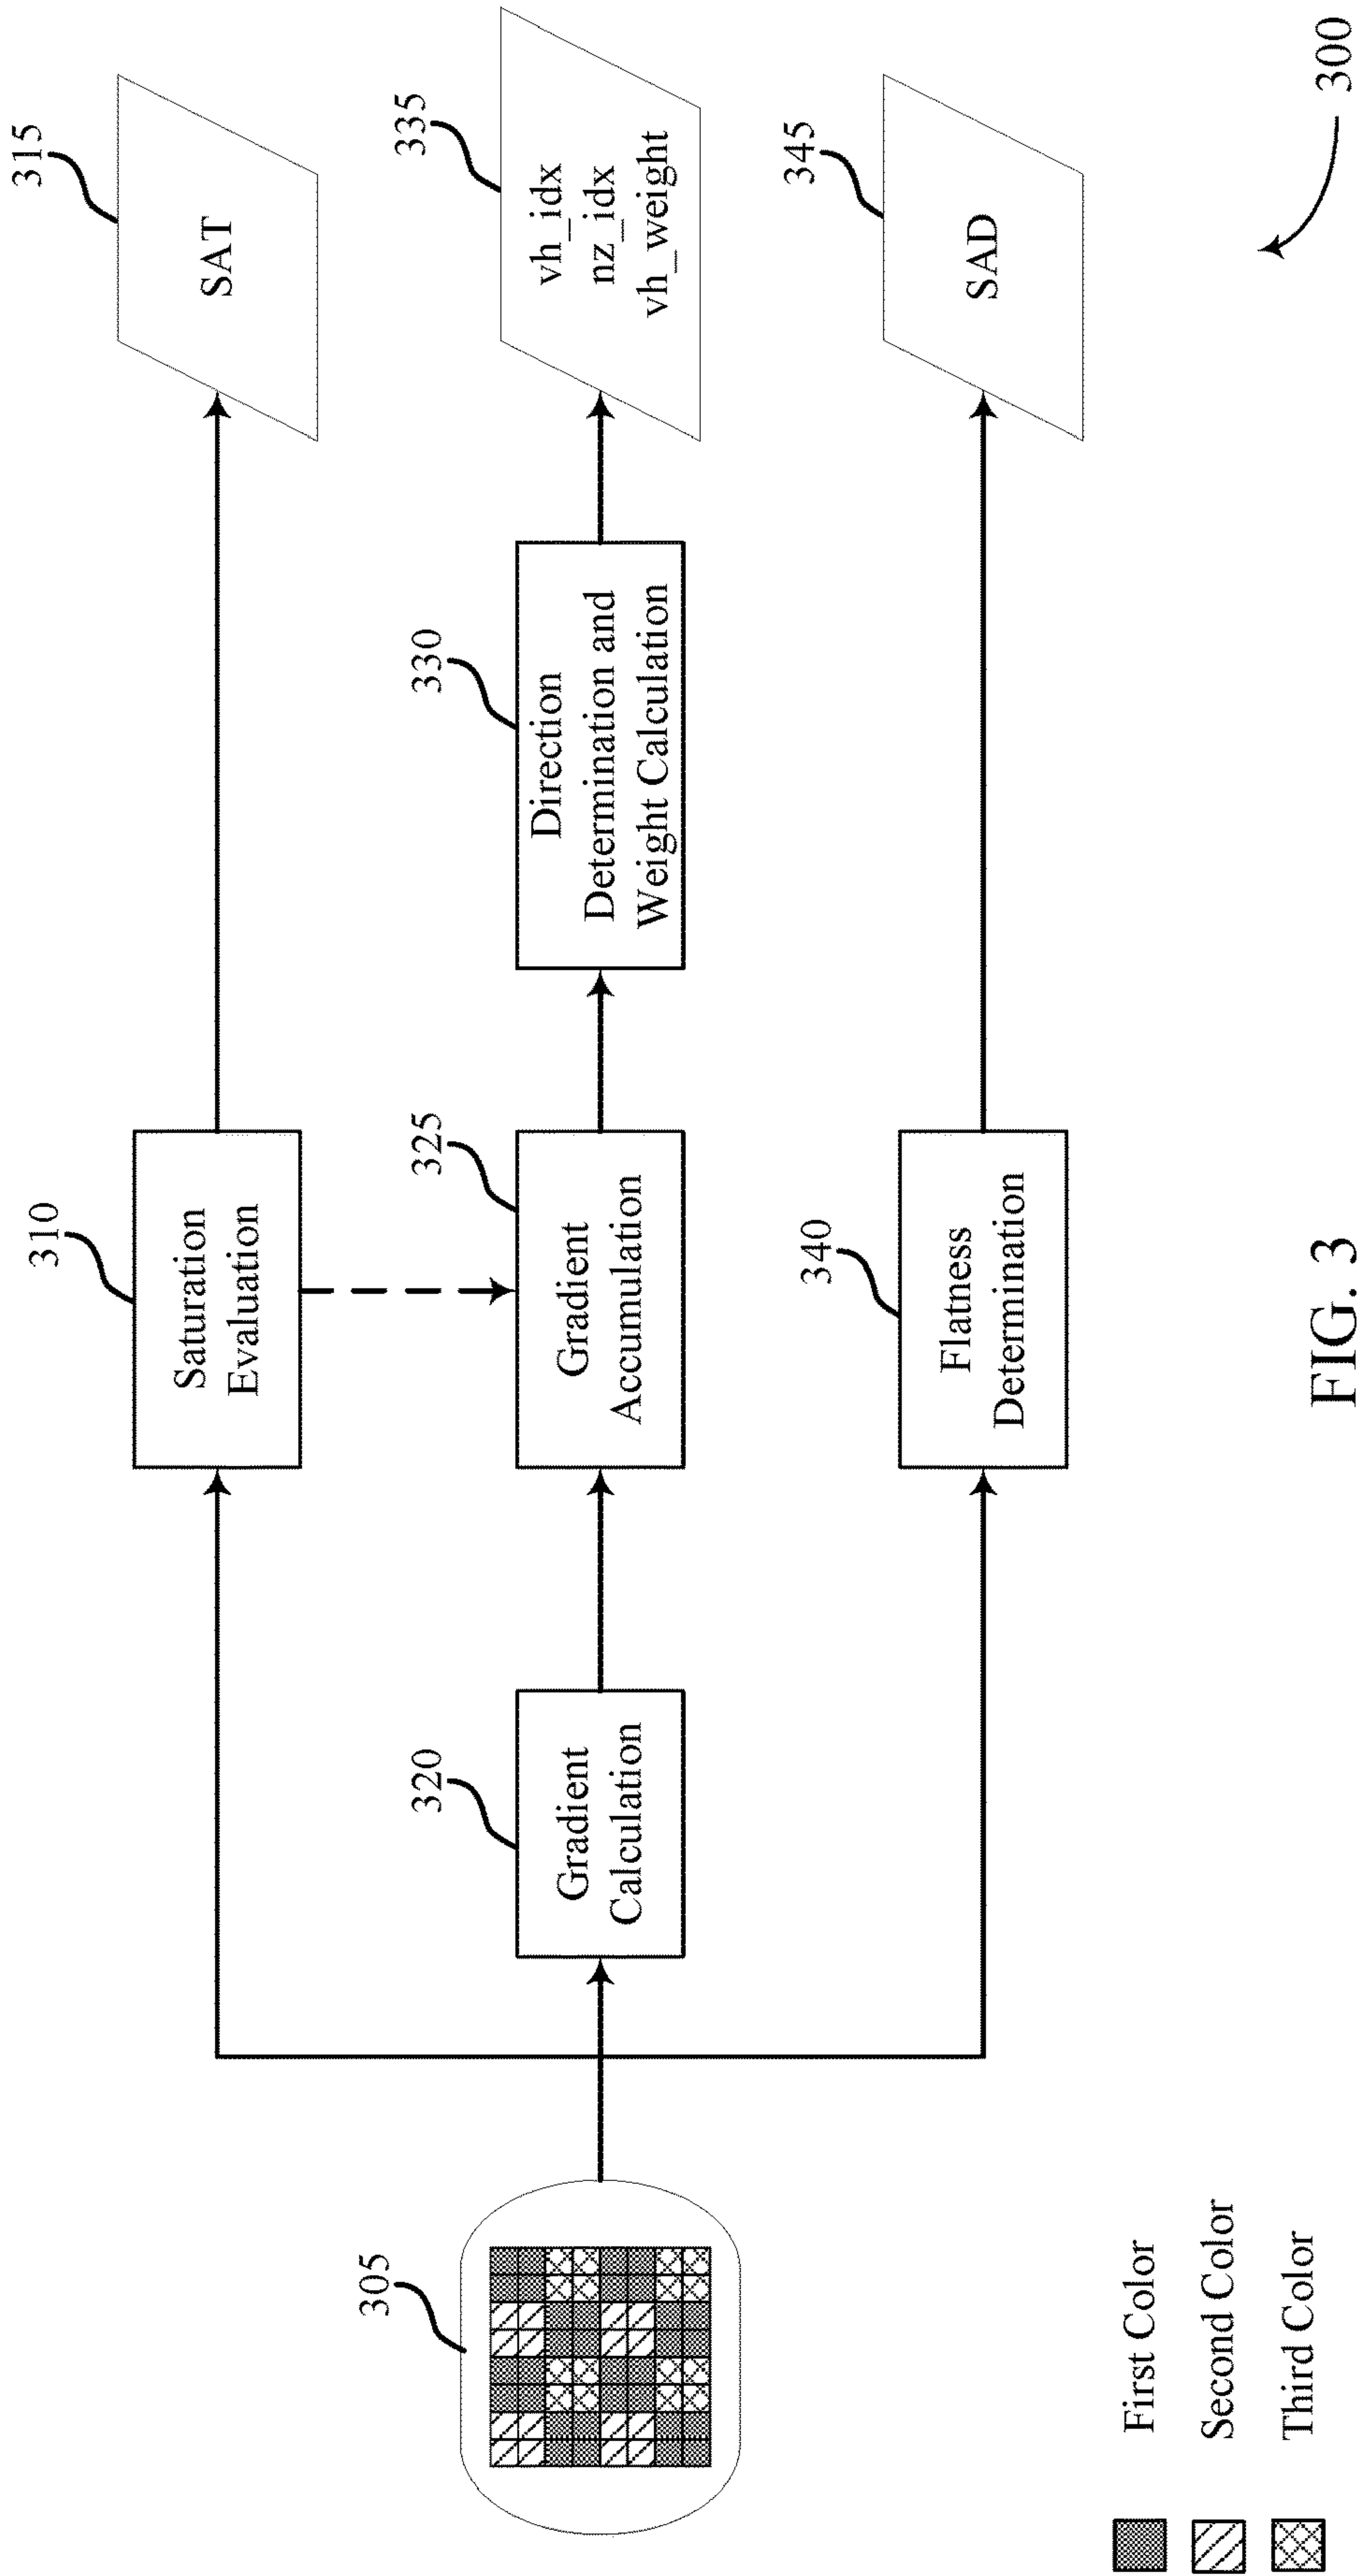 315
SAT
310
Saturation
Evaluation
335
vh_idx
nz_idx
vh_weight
330
Direction
Determination and
Weight Calculation
325
Gradient
Accumulation
320
Gradient
Calculation
305
345
SAD
340
Flatness
Determination
First Color
Second Color
Third Color
300
FIG. 3